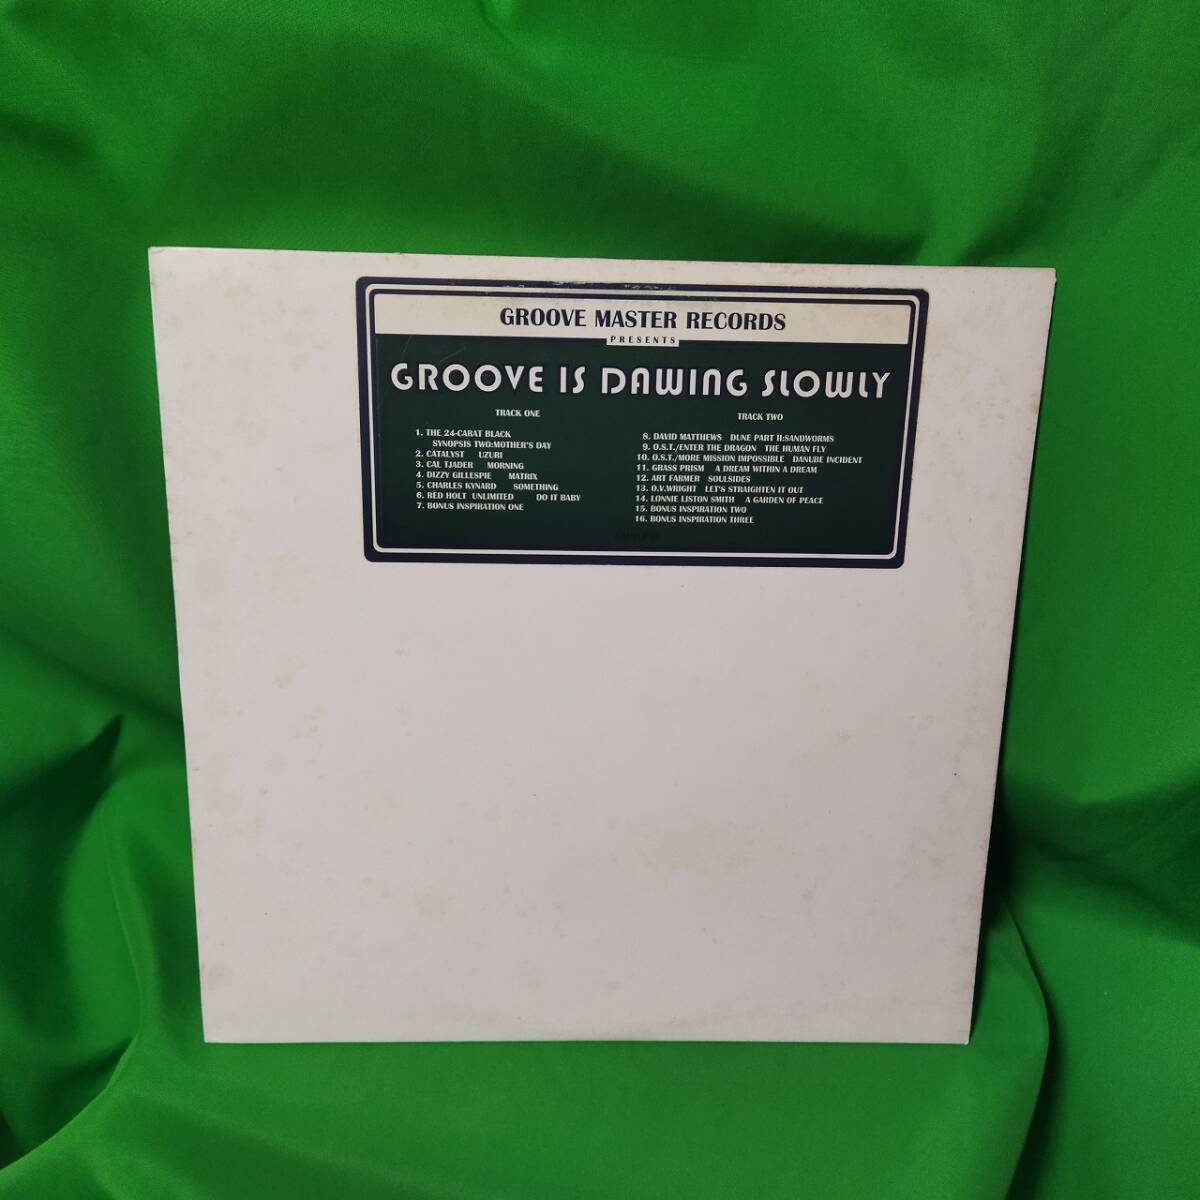 GROOVE MASTER RECORDS
PRESENTS
GROOVE IS DAWING SLOWLY
TRACK ONE
1. THE 24-CARAT BLACK
SYNOPSIS TWO:MOTHER'S DAY
2. CATALYST UZURI
3. CAL TJADER MORNING
4. DIZZY GILLESPIE MATRIX
5. CHARLES KYNARD SOMETHING
6. RED HOLT UNLIMITED DO IT BABY
7. BONUS INSPIRATION ONE
TRACK TWO
8. DAVID MATTHEWS DUNE PART II:SANDWORMS
9. O.S.T./ENTER THE DRAGON THE HUMAN FLY
10. O.S.T./MORE MISSION IMPOSSIBLE DANUBE INCIDENT
11. GRASS PRISM A DREAM WITHIN A DREAM
12. ART FARMER SOULSIDES
13. O.V.WRIGHT LET'S STRAIGHTEN IT OUT
14. LONNIE LISTON SMITH A GARDEN OF PEACE
15. BONUS INSPIRATION TWO
16. BONUS INSPIRATION THREE